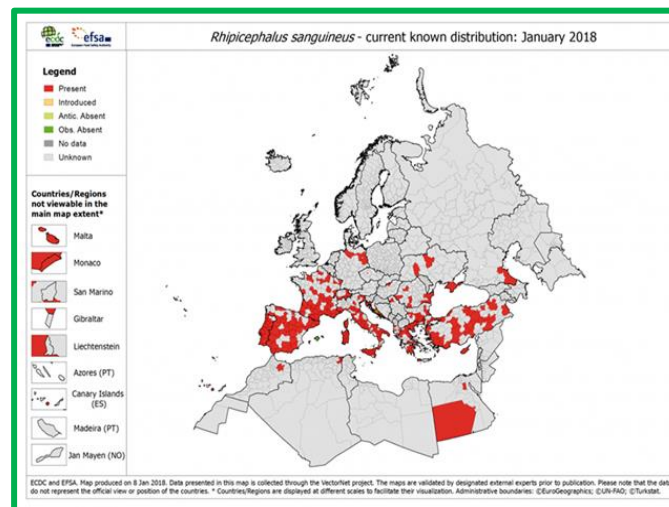 ecdc efsa
European Food Safety Authority
Rhipicephalus sanguineus - current known distribution: January 2018
Legend
Present
Introduced
Antic. Absent
Obs. Absent
No data
Unknown
Countries/Regions
not viewable in the
main map extent*
Malta
Monaco
San Marino
Gibraltar
Liechtenstein
Azores (PT)
Canary Islands
(ES)
Madeira (PT)
Jan Mayen (NO)
ECDC and EFSA. Map produced on 8 Jan 2018. Data presented in this map is collected through the VectorNet project. The maps are validated by designated external experts prior to publication. Please note that the data
do not represent the official view or position of the countries. * Countries/Regions are displayed at different scales to facilitate their visualization. Administrative boundaries: ©EuroGeographics; ©UN-FAO; ©Turkstat.